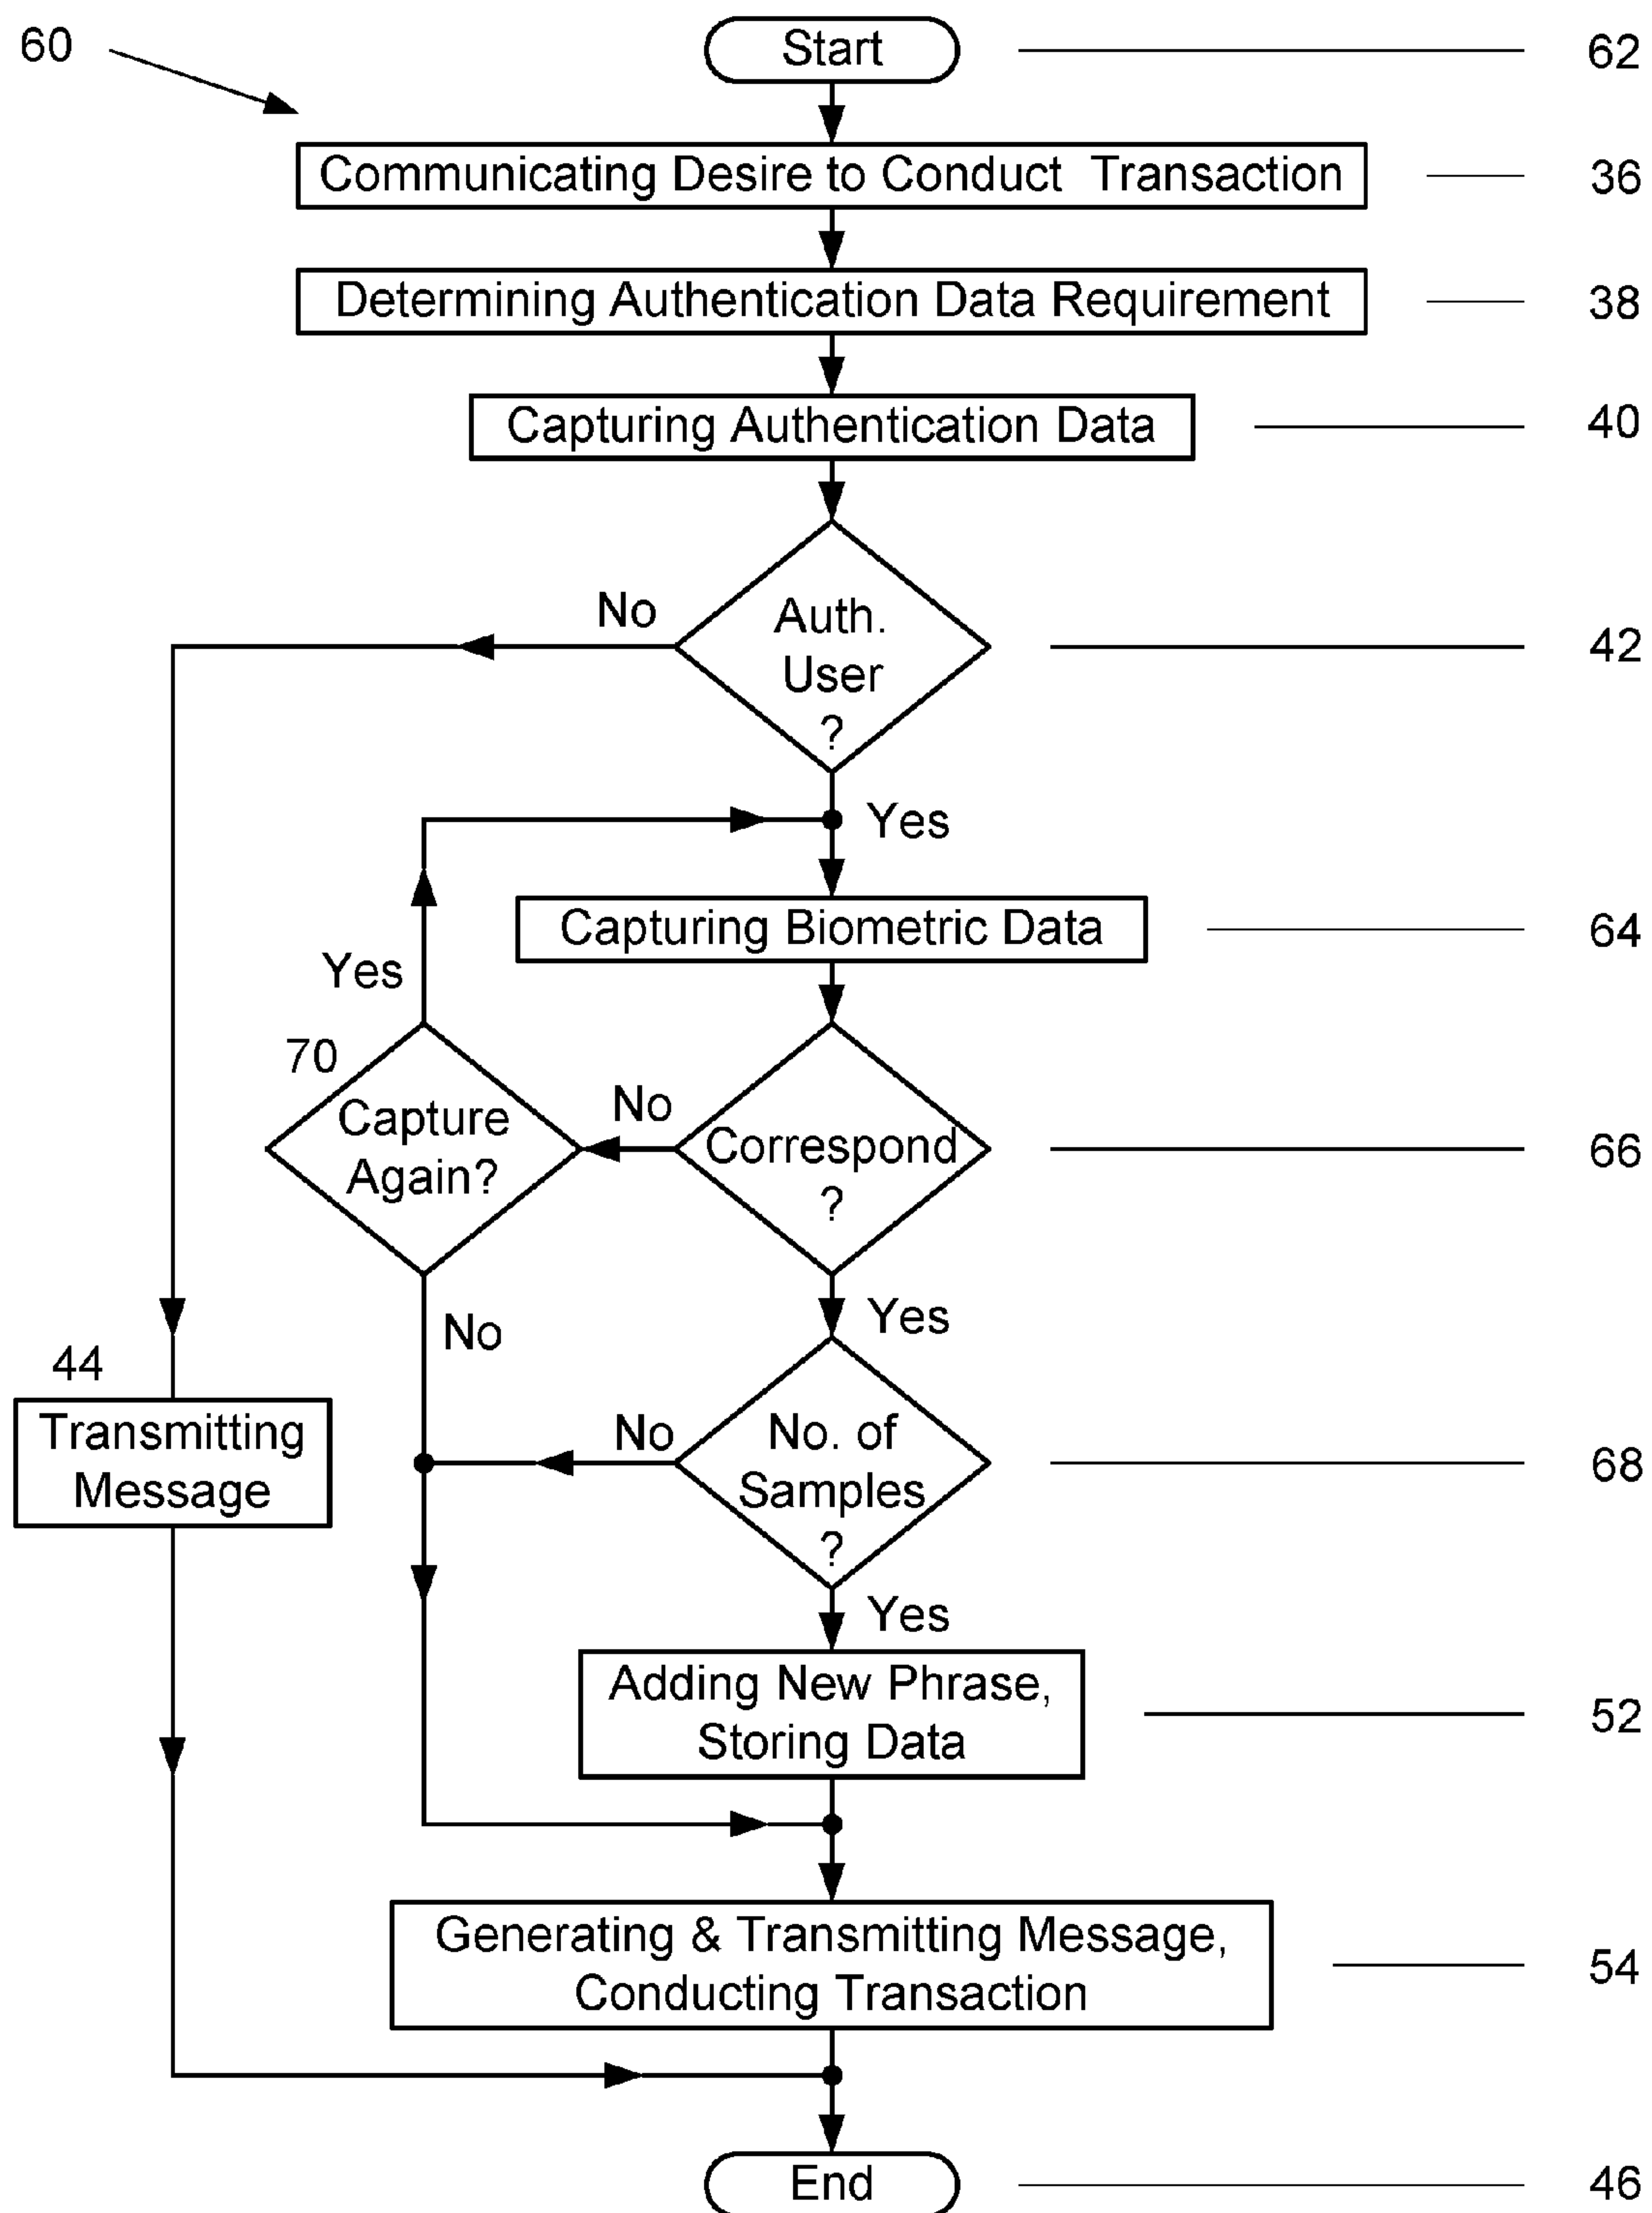 60
Start
62
Communicating Desire to Conduct Transaction
36
Determining Authentication Data Requirement
38
Capturing Authentication Data
40
No
Auth.
User
?
42
Yes
Capturing Biometric Data
64
Yes
70
Capture
Again?
No
Correspond
?
66
Yes
No
44
Transmitting
Message
No
No. of
Samples
?
68
Yes
Adding New Phrase,
Storing Data
52
Generating & Transmitting Message,
Conducting Transaction
54
End
46